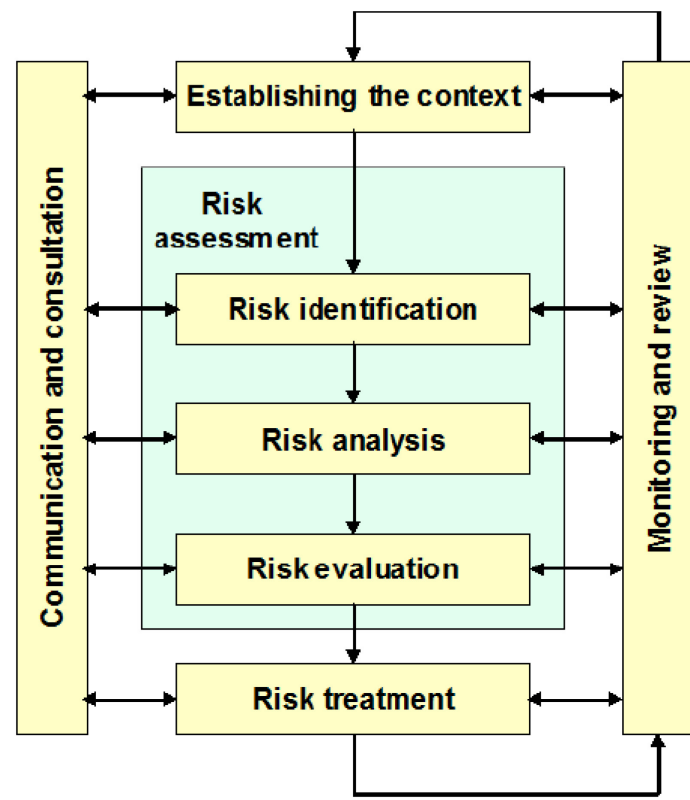 Establishing the context
Communication and consultation
Risk
assessment
Risk identification
Risk analysis
Risk evaluation
Risk treatment
Monitoring and review